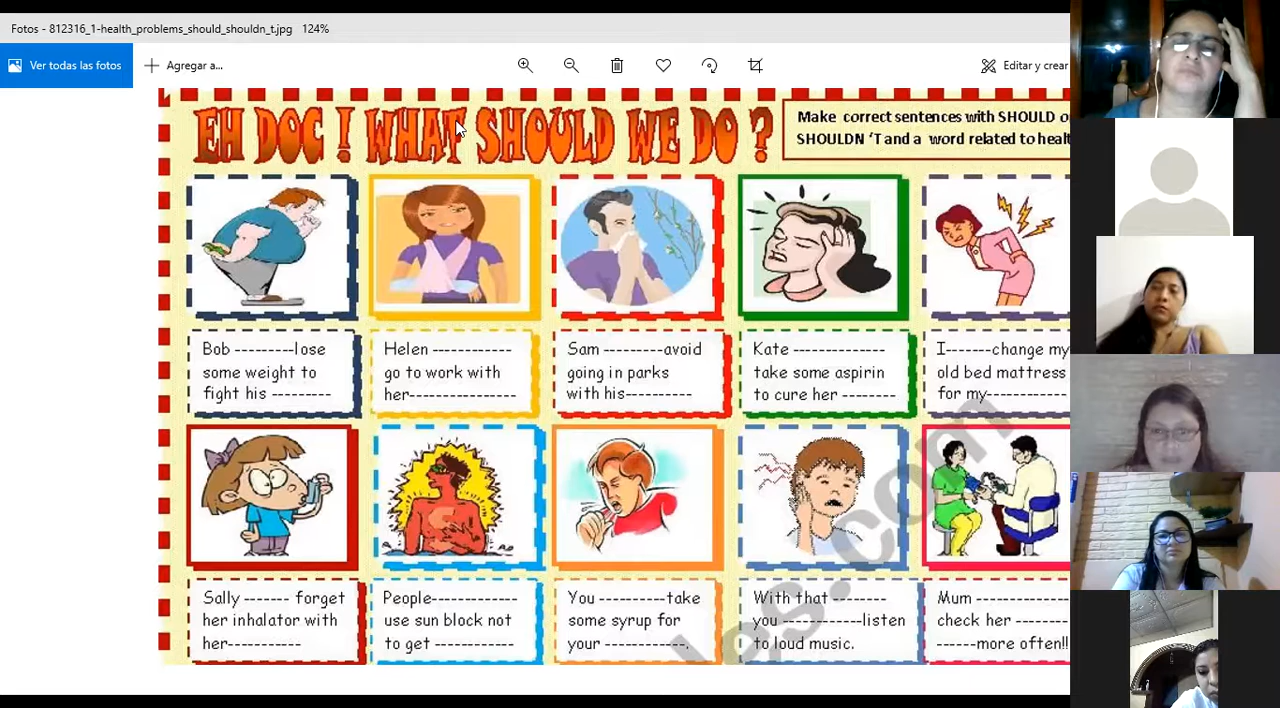 Fotos - 812316_1-health_problems_should_shouldn_t.jpg 124%
Ver todas las fotos
Agregar a...
Editar y crear
EH DOC ! WHAT SHOULD WE DO ?
Make correct sentences with SHOULD o
SHOULDN 'T and a word related to healt
Bob ---------lose
some weight to
fight his ---------
Helen ------------
go to work with
her----------------
Sam ---------avoid
going in parks
with his----------
Kate --------------
take some aspirin
to cure her --------
I-------change my
old bed mattress
for my------------
Sally ------- forget
her inhalator with
her-----------
People-------------
use sun block not
to get ------------
You ----------take
some syrup for
your ------------.
With that --------
you ------------listen
to loud music.
Mum --------------
check her --------
------more often!!
les.com